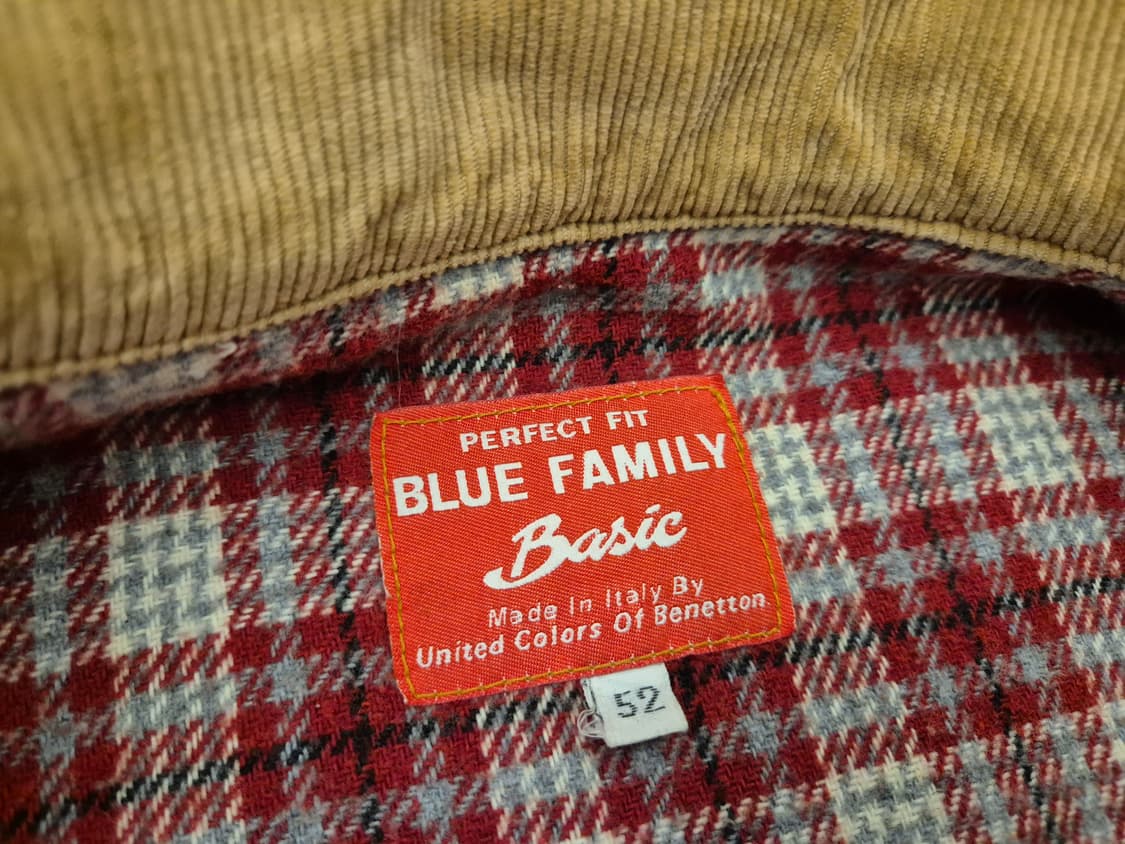 PERFECT FIT
BLUE FAMILY
Basic
Made In Italy By
United Colors Of Benetton
52